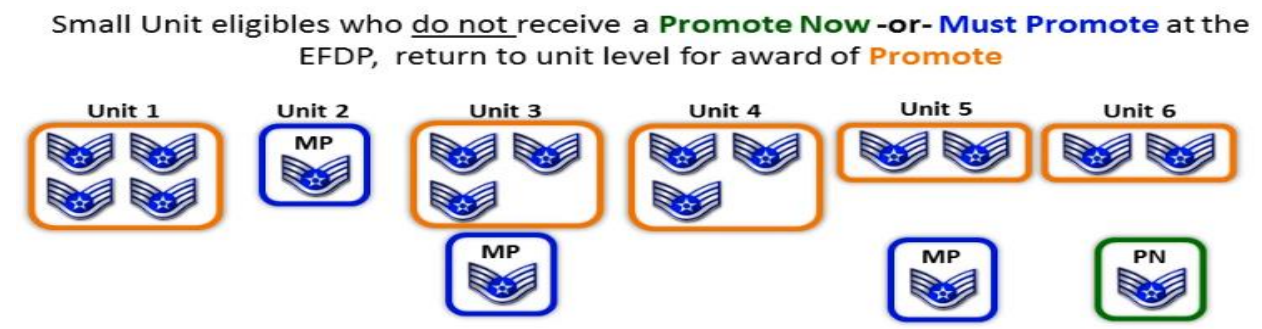 Small Unit eligibles who do not receive a Promote Now -or- Must Promote at the
EFDP, return to unit level for award of Promote
Unit 1
Unit 2
Unit 3
Unit 4
Unit 5
Unit 6
MP
MP
MP
PN